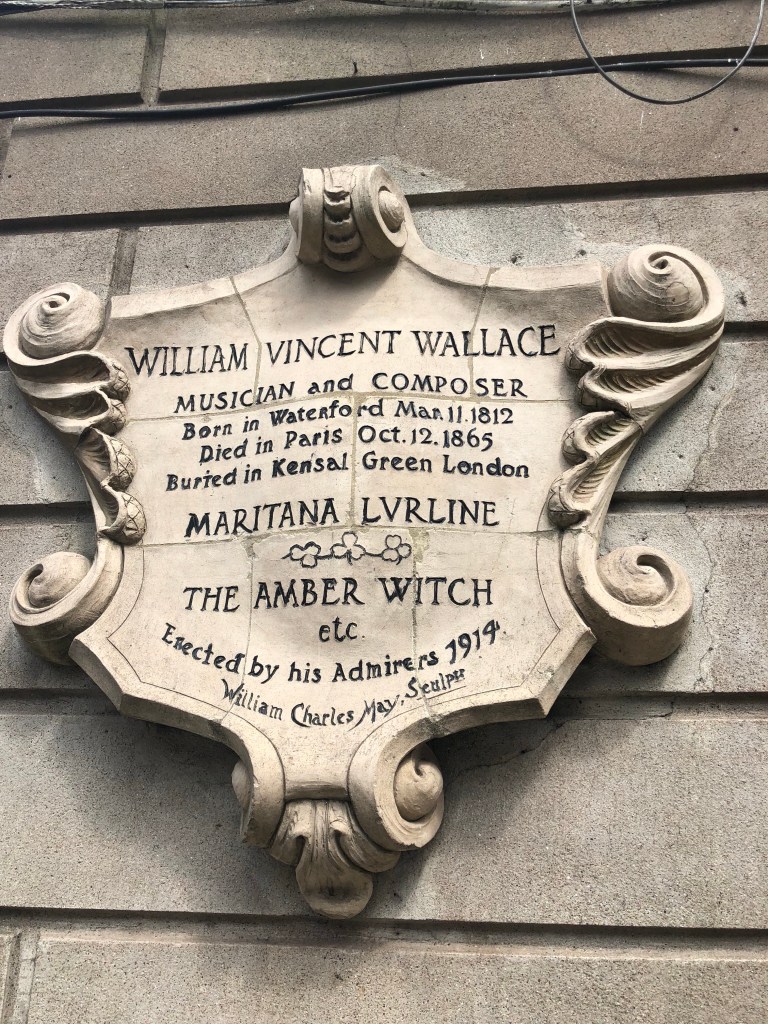 WILLIAM VINCENT WALLACE
MUSICIAN and COMPOSER
Born in Waterford Mar. 11. 1812
Died in Paris Oct. 12. 1865
Buried in Kensal Green London
MARITANA LVRLINE
THE AMBER WITCH
etc.
Erected by his Admirers 1914.
William Charles May, Sculptr